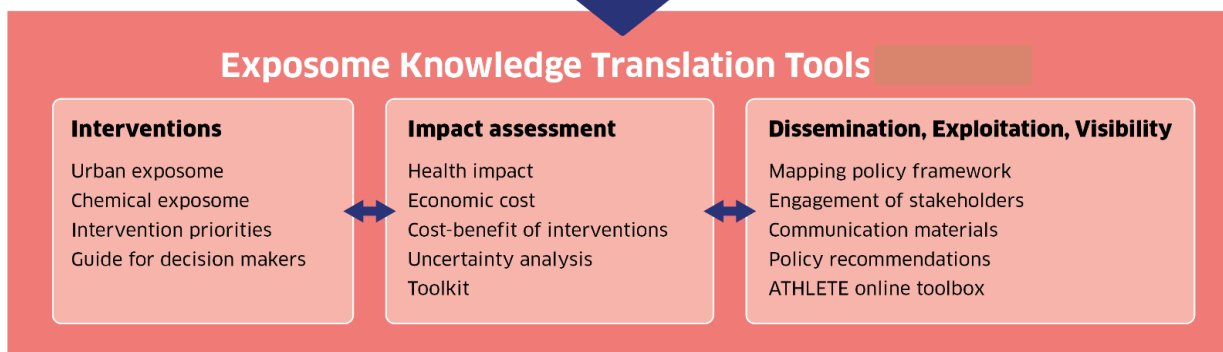 Exposome Knowledge Translation Tools
Interventions
Urban exposome
Chemical exposome
Intervention priorities
Guide for decision makers
Impact assessment
Health impact
Economic cost
Cost-benefit of interventions
Uncertainty analysis
Toolkit
Dissemination, Exploitation, Visibility
Mapping policy framework
Engagement of stakeholders
Communication materials
Policy recommendations
ATHLETE online toolbox